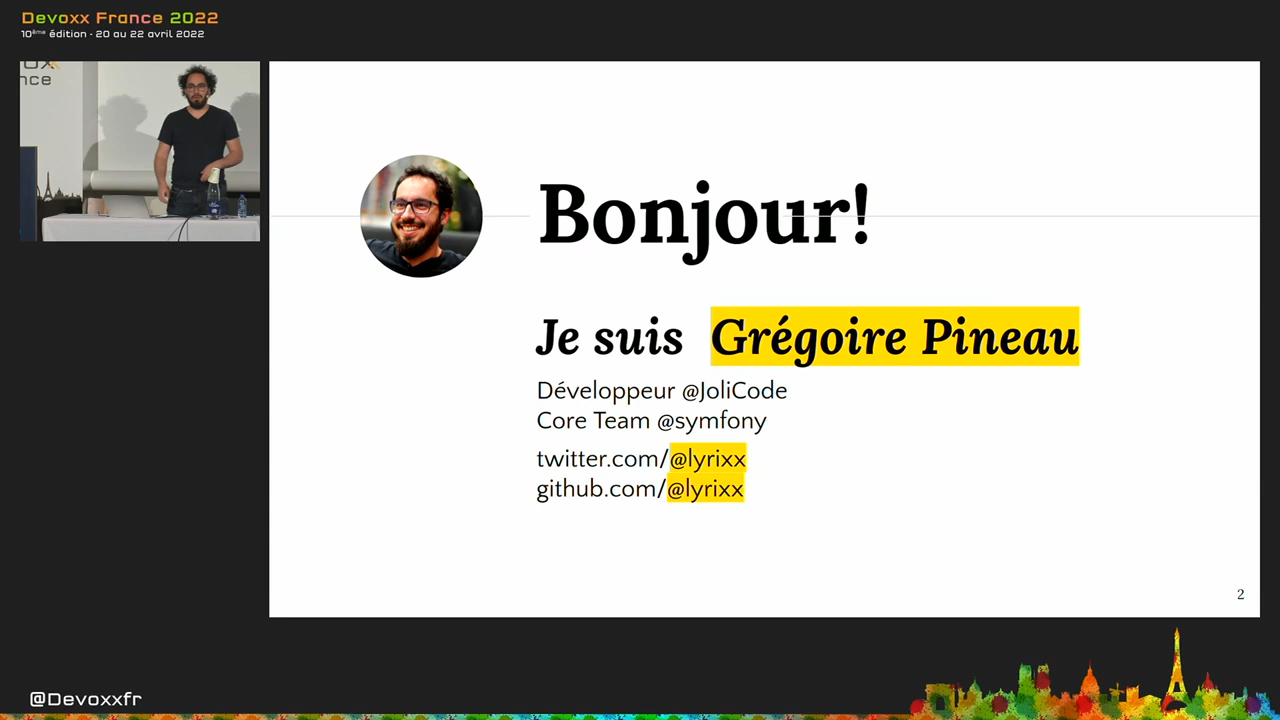 Devoxx France 2022
10ème édition - 20 au 22 avril 2022
nce
Bonjour!
Je suis Grégoire Pineau
Développeur @JoliCode
Core Team @symfony
twitter.com/@lyrixx
github.com/@lyrixx
2
@Devoxxfr